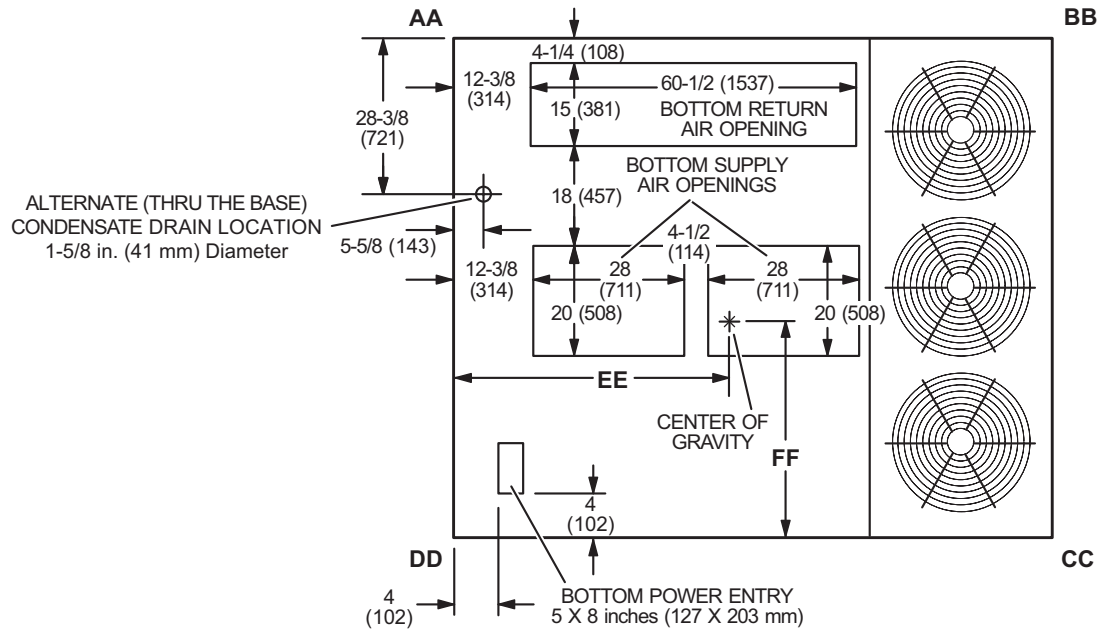 AA
BB
4-1/4 (108)
12-3/8
(314)
60-1/2 (1537)
15 (381)
BOTTOM RETURN
AIR OPENING
28-3/8
(721)
BOTTOM SUPPLY
AIR OPENINGS
18 (457)
ALTERNATE (THRU THE BASE)
CONDENSATE DRAIN LOCATION
1-5/8 in. (41 mm) Diameter
5-5/8 (143)
4-1/2
(114)
12-3/8
(314)
28
(711)
28
(711)
20 (508)
20 (508)
EE
CENTER OF
GRAVITY
FF
4
(102)
DD
CC
4
(102)
BOTTOM POWER ENTRY
5 X 8 inches (127 X 203 mm)